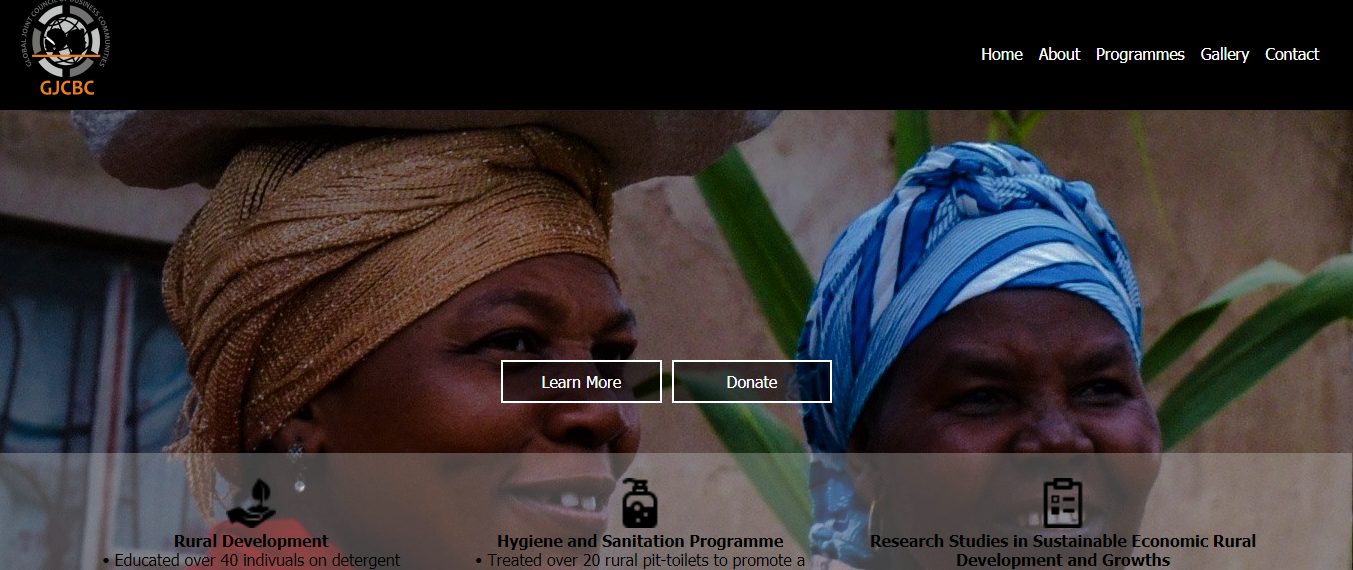 GLOBAL JOINT COUNCIL OF BUSINESS COMMUNITIES
GJCBC
Home About Programmes Gallery Contact
Learn More Donate
Rural Development
• Educated over 40 indivuals on detergent
Hygiene and Sanitation Programme
• Treated over 20 rural pit-toilets to promote a
Research Studies in Sustainable Economic Rural
Development and Growths